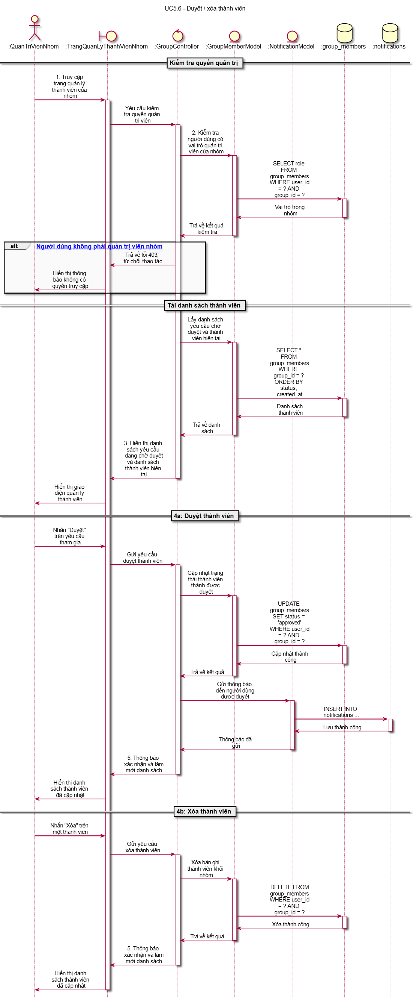 UC5.6 - Duyệt / xóa thành viên
:QuanTriVienNhom
:TrangQuanLyThanhVienNhom
:GroupController
:GroupMemberModel
:NotificationModel
:group_members
:notifications
Kiểm tra quyền quản trị
1. Truy cập
trang quản lý
thành viên của
nhóm
Yêu cầu kiểm
tra quyền quản
trị viên
2. Kiểm tra
người dùng có
vai trò quản trị
viên của nhóm
SELECT role
FROM
group_members
WHERE user_id
= ? AND
group_id = ?
Vai trò trong
nhóm
Trả về kết quả
kiểm tra
alt
Người dùng không phải quản trị viên nhóm
Trả về lỗi 403,
từ chối thao tác
Hiển thị thông
báo không có
quyền truy cập
Tải danh sách thành viên
Lấy danh sách
yêu cầu chờ
duyệt và thành
viên hiện tại
SELECT *
FROM
group_members
WHERE
group_id = ?
ORDER BY
status,
created_at
Danh sách
thành viên
Trả về danh
sách
3. Hiển thị danh
sách yêu cầu
đang chờ duyệt
và danh sách
thành viên hiện
tại
Hiển thị giao
diện quản lý
thành viên
4a: Duyệt thành viên
Nhấn "Duyệt"
trên yêu cầu
tham gia
Gửi yêu cầu
duyệt thành viên
Cập nhật trạng
thái thành viên
thành được
duyệt
UPDATE
group_members
SET status =
'approved'
WHERE user_id
= ? AND
group_id = ?
Cập nhật thành
công
Trả về kết quả
Gửi thông báo
đến người dùng
được duyệt
INSERT INTO
notifications ...
Lưu thành công
Thông báo đã
gửi
5. Thông báo
xác nhận và làm
mới danh sách
Hiển thị danh
sách thành viên
đã cập nhật
4b: Xóa thành viên
Nhấn "Xóa" trên
một thành viên
Gửi yêu cầu
xóa thành viên
Xóa bản ghi
thành viên khỏi
nhóm
DELETE FROM
group_members
WHERE user_id
= ? AND
group_id = ?
Xóa thành công
Trả về kết quả
5. Thông báo
xác nhận và làm
mới danh sách
Hiển thị danh
sách thành viên
đã cập nhật